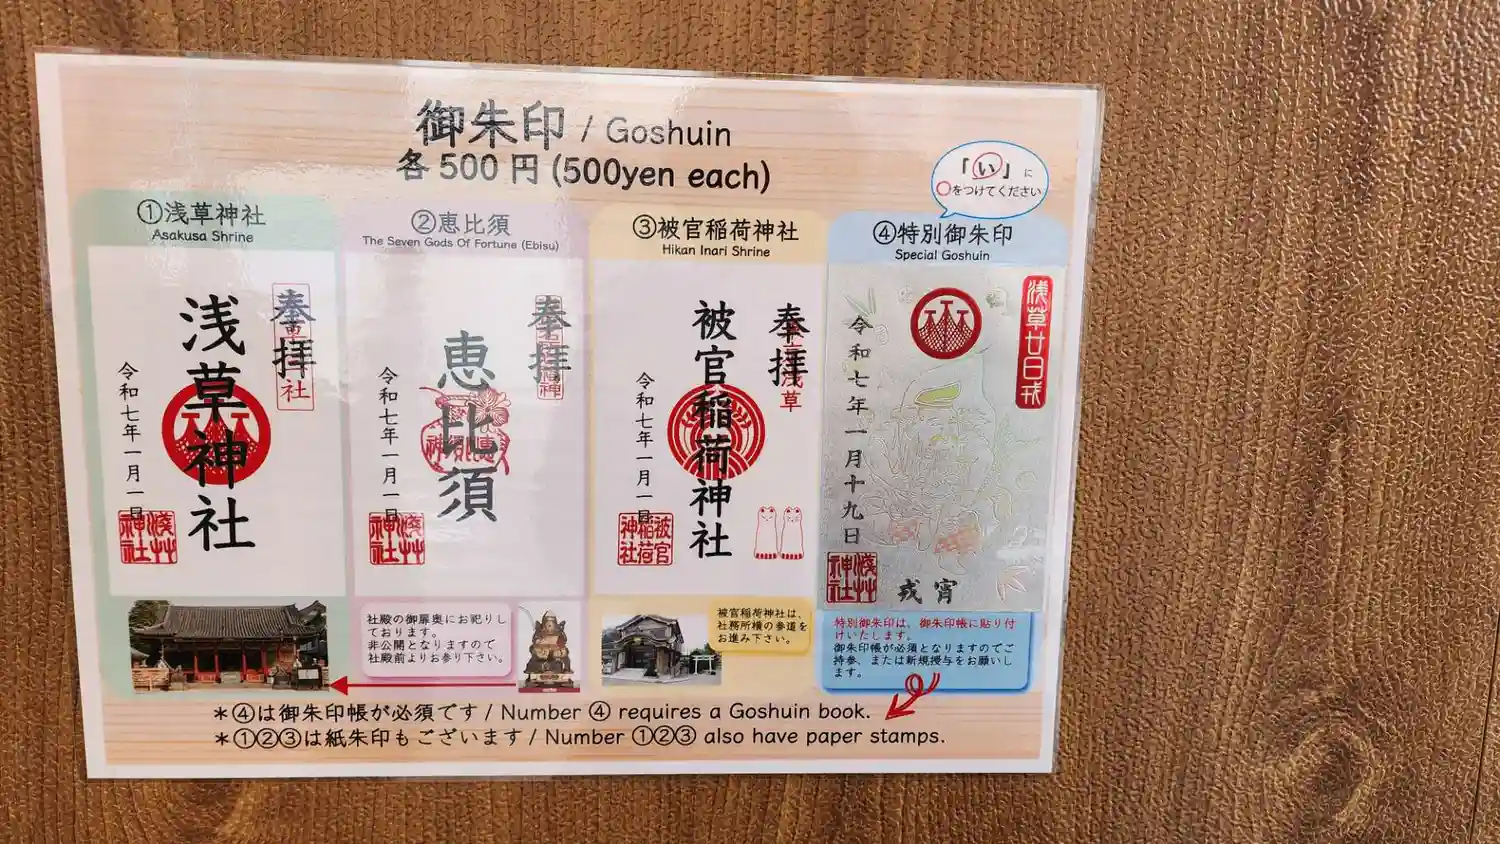 御朱印 / Goshuin
各500円 (500yen each)
「い」に
○をつけてください
①浅草神社
Asakusa Shrine
奉拝
浅草神社
令和七年一月一日
②恵比須
The Seven Gods Of Fortune (Ebisu)
奉拝
恵比須
令和七年一月一日
③被官稲荷神社
Hikan Inari Shrine
奉拝
被官稲荷神社
令和七年一月一日
④特別御朱印
Special Goshuin
浅草廿日戎
令和七年一月十九日
宵戎
社殿の御扉奥にお祀りし
ております。
非公開となりますので
社殿前よりお参り下さい。
被官稲荷神社は、
社務所横の参道を
お進み下さい。
特別御朱印は、御朱印帳に貼り付
けいたします。
御朱印帳が必須となりますのでご
持参、または新規授与をお願いし
ます。
＊④は御朱印帳が必須です / Number ④ requires a Goshuin book.
＊①②③は紙朱印もございます / Number ①②③ also have paper stamps.